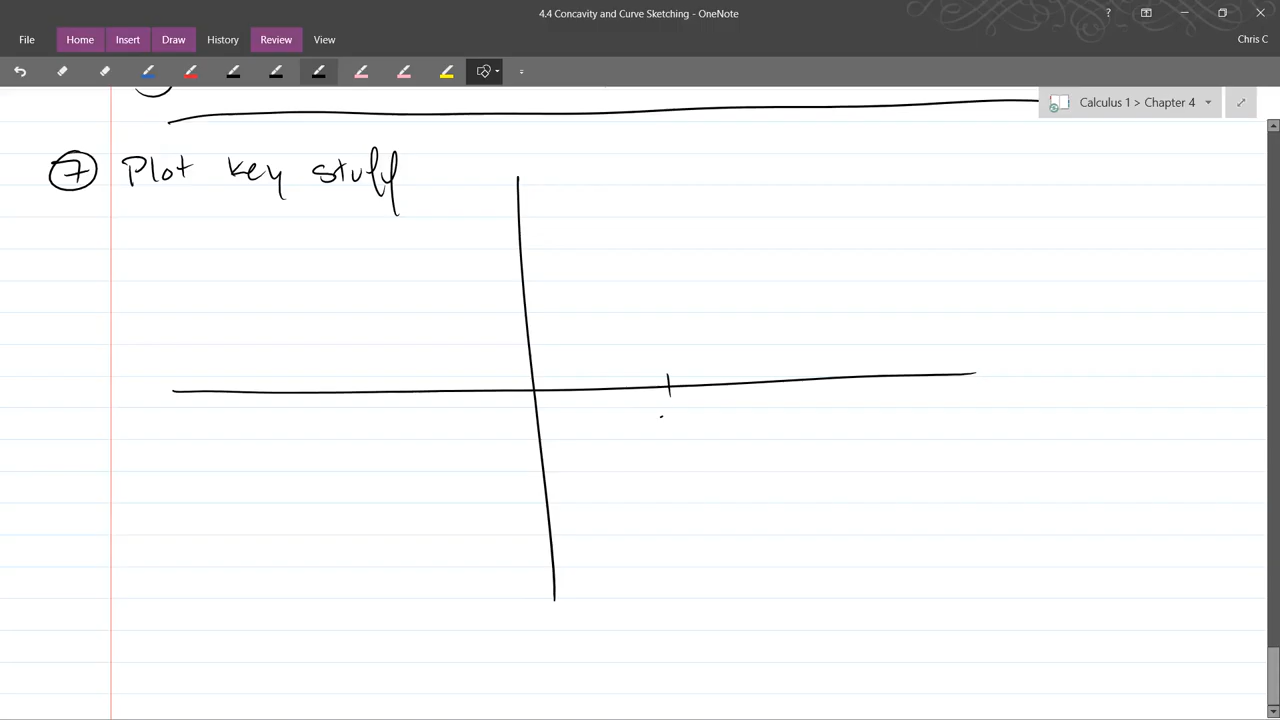 4.4 Concavity and Curve Sketching - OneNote
File Home Insert Draw History Review View
Chris C
Calculus 1 > Chapter 4
⑦ Plot key stuff